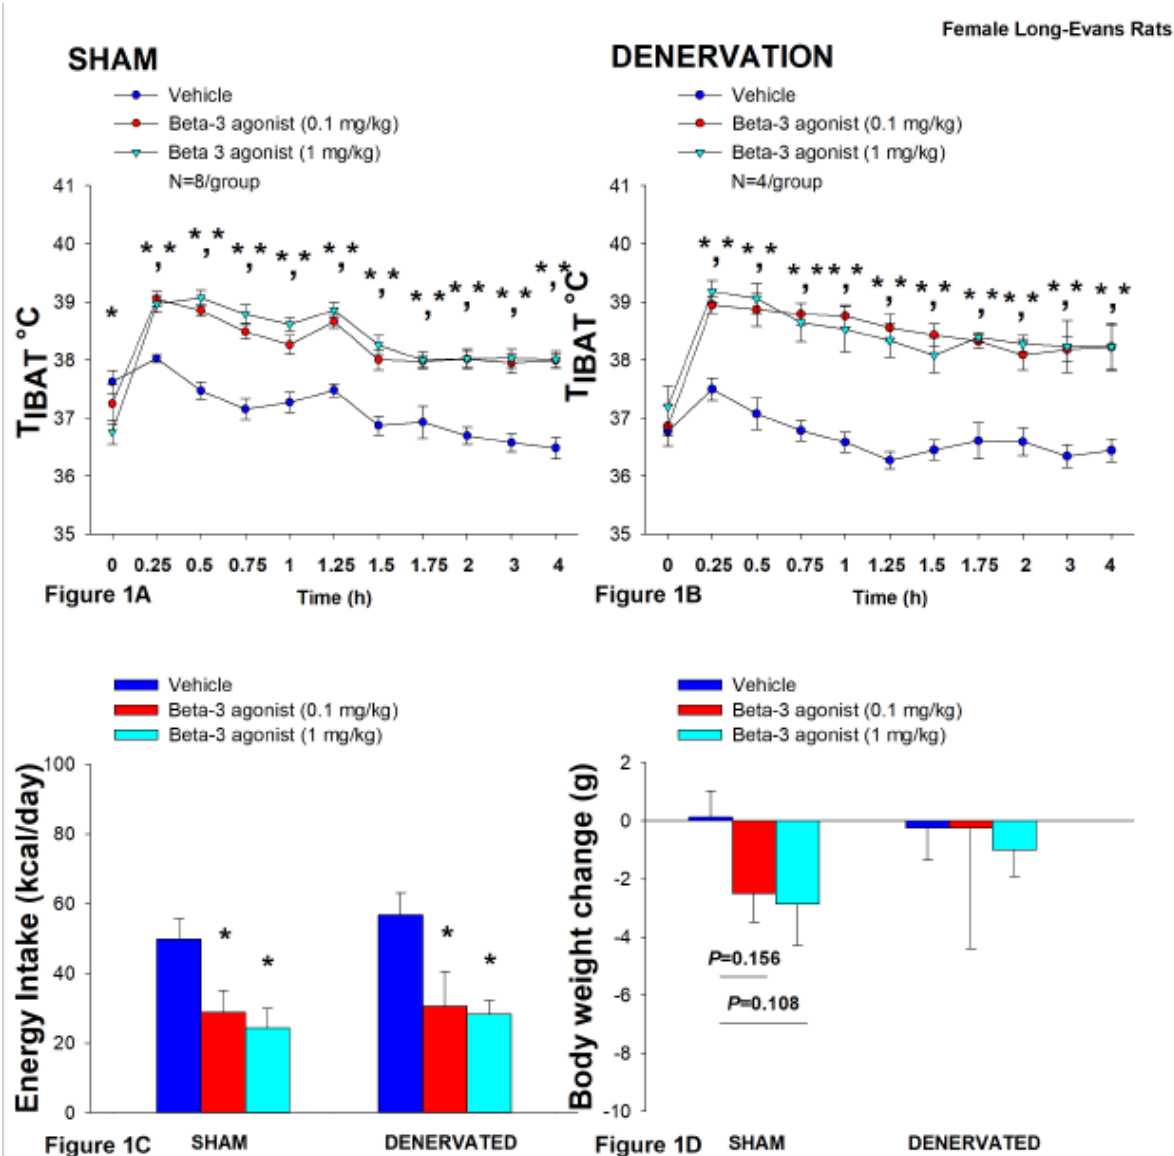 Female Long-Evans Rats
SHAM
Vehicle
Beta-3 agonist (0.1 mg/kg)
Beta 3 agonist (1 mg/kg)
N=8/group
TIBAT °C
41
40
39
38
37
36
35
*
*,*
*,*
*,*
*,*
*,*
*,*
*,*
*,*
*,*
*,*
0 0.25 0.5 0.75 1 1.25 1.5 1.75 2 3 4
Figure 1A
Time (h)
DENERVATION
Vehicle
Beta-3 agonist (0.1 mg/kg)
Beta-3 agonist (1 mg/kg)
N=4/group
TIBAT °C
41
40
39
38
37
36
35
*,*
*,*
*,*
*,*
*,*
*,*
*,*
*,*
*,*
*,*
0 0.25 0.5 0.75 1 1.25 1.5 1.75 2 3 4
Figure 1B
Time (h)
Vehicle
Beta-3 agonist (0.1 mg/kg)
Beta-3 agonist (1 mg/kg)
Energy Intake (kcal/day)
100
80
60
40
20
0
*
*
*
*
Figure 1C
SHAM
DENERVATED
Vehicle
Beta-3 agonist (0.1 mg/kg)
Beta-3 agonist (1 mg/kg)
Body weight change (g)
2
0
-2
-4
-6
-8
-10
P=0.156
P=0.108
Figure 1D
SHAM
DENERVATED